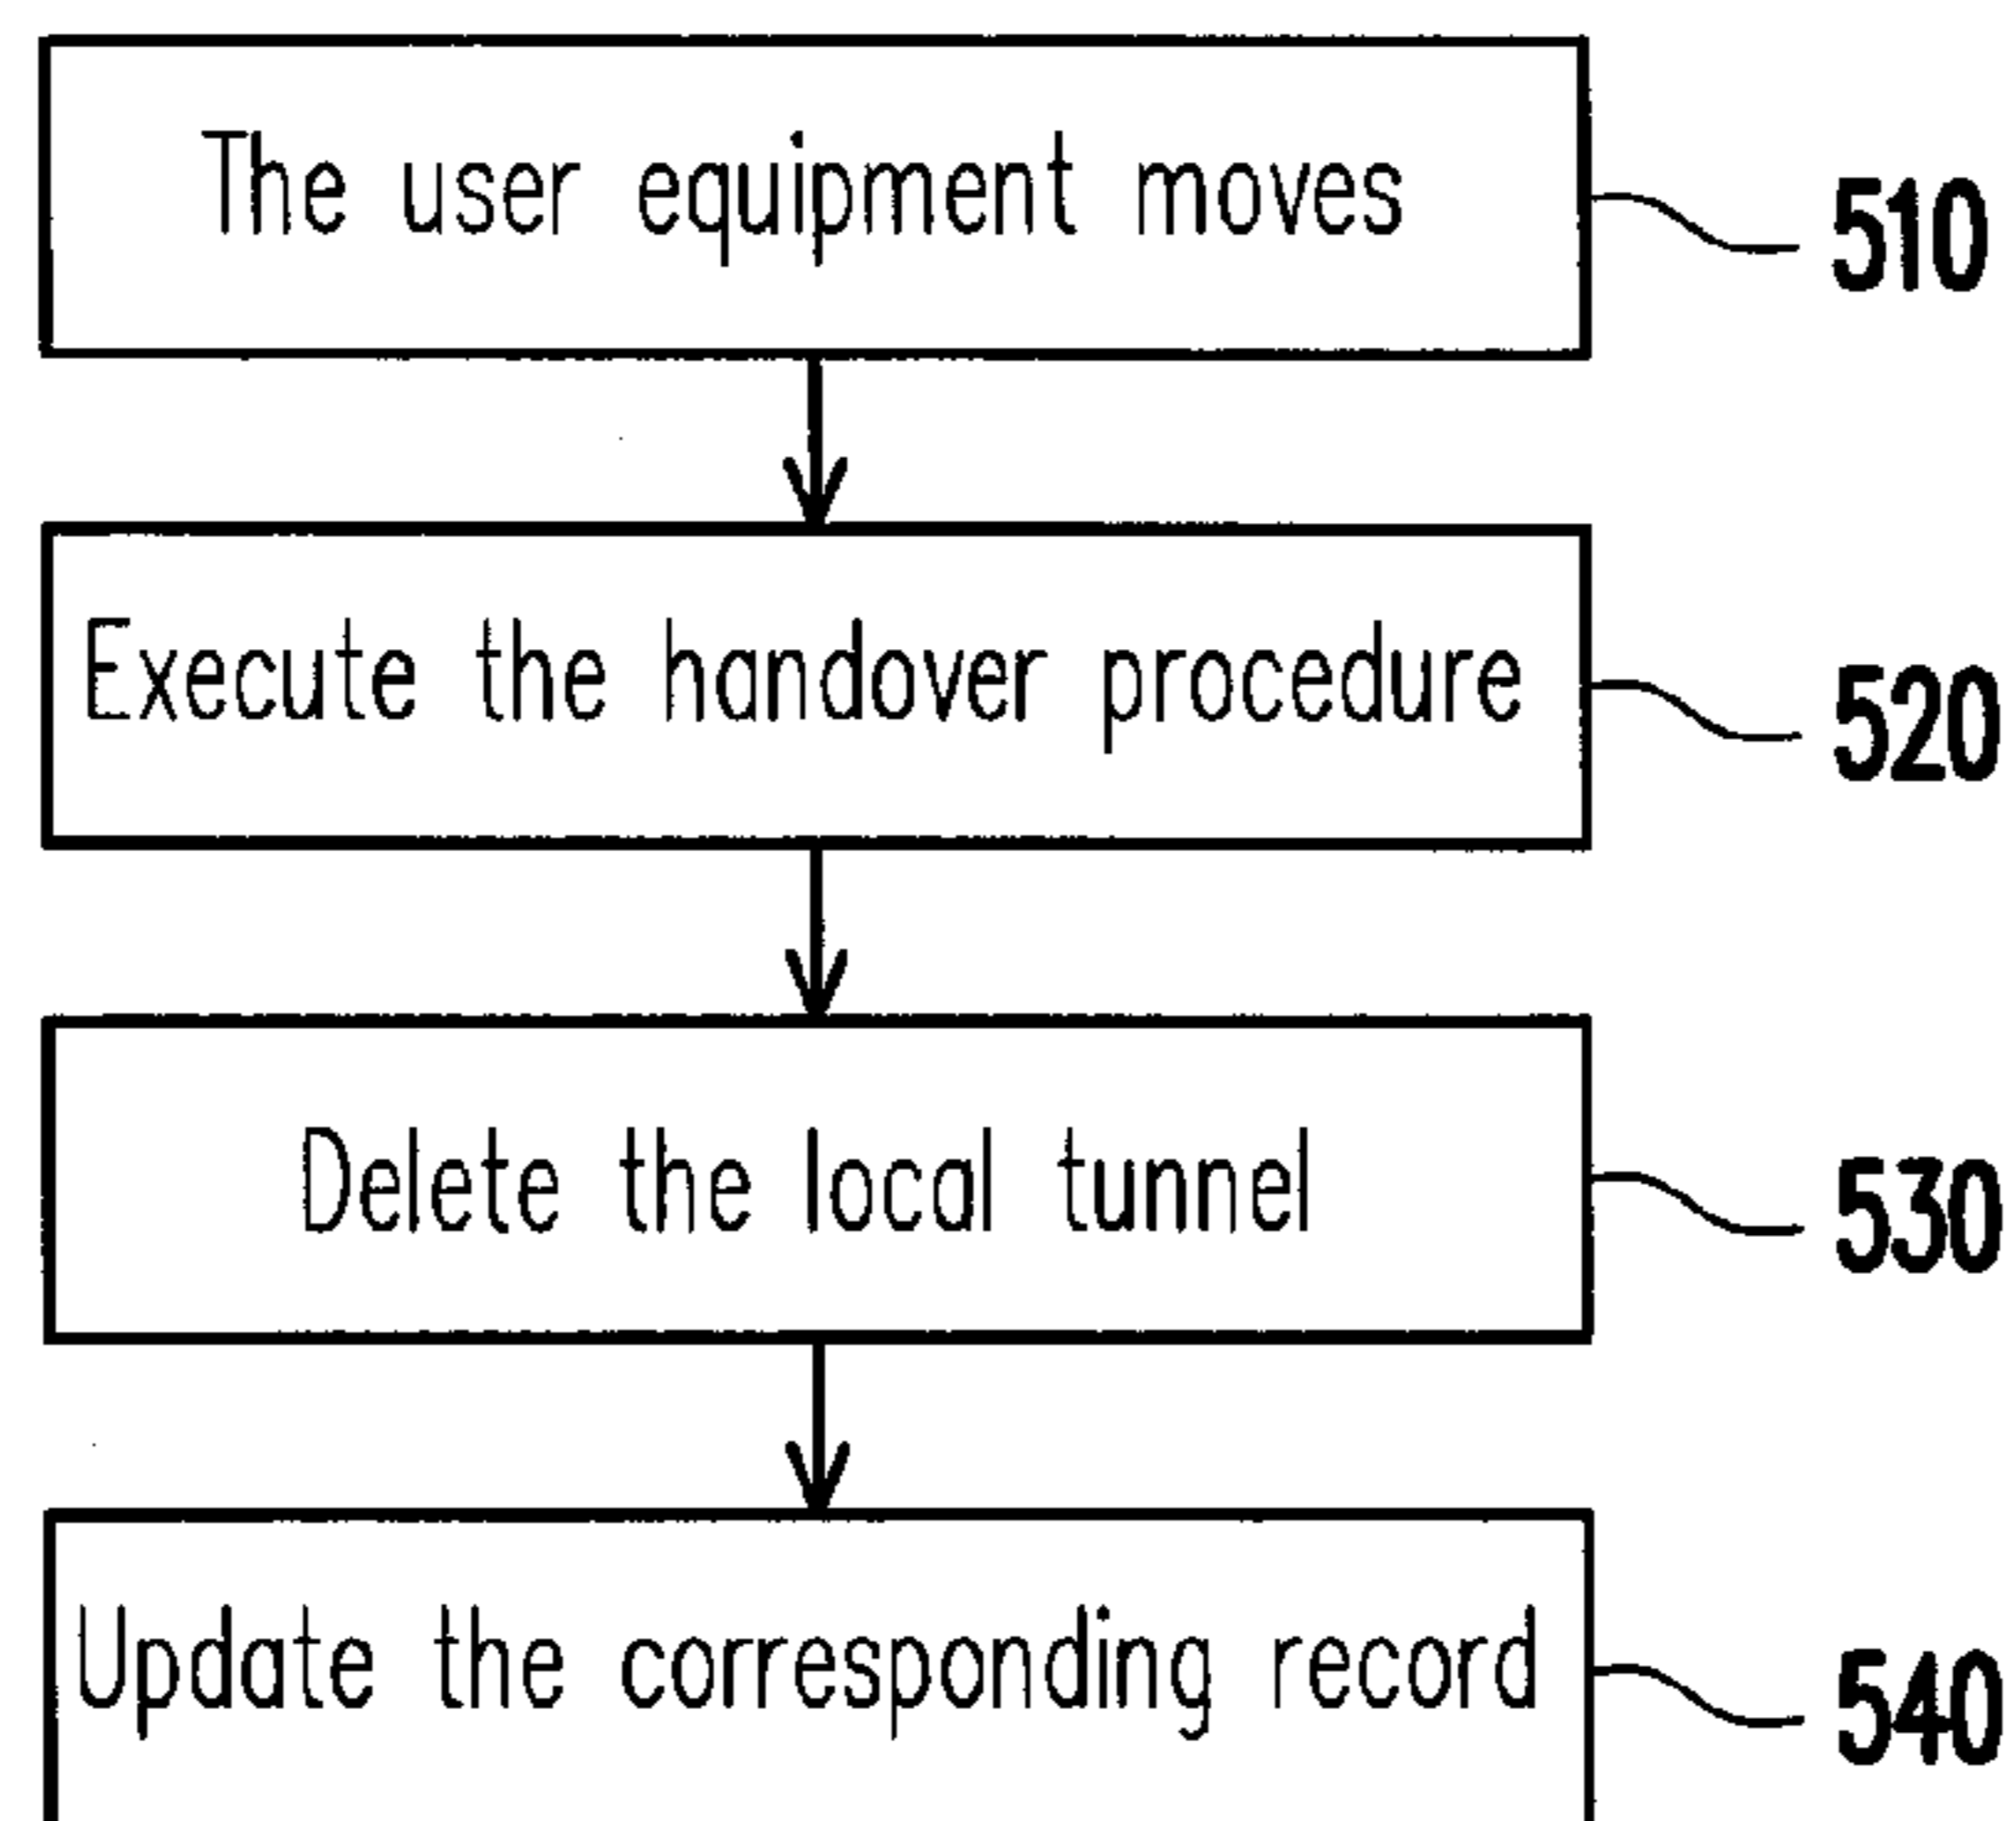 The user equipment moves
510
Execute the handover procedure
520
Delete the local tunnel
530
Update the corresponding record
540